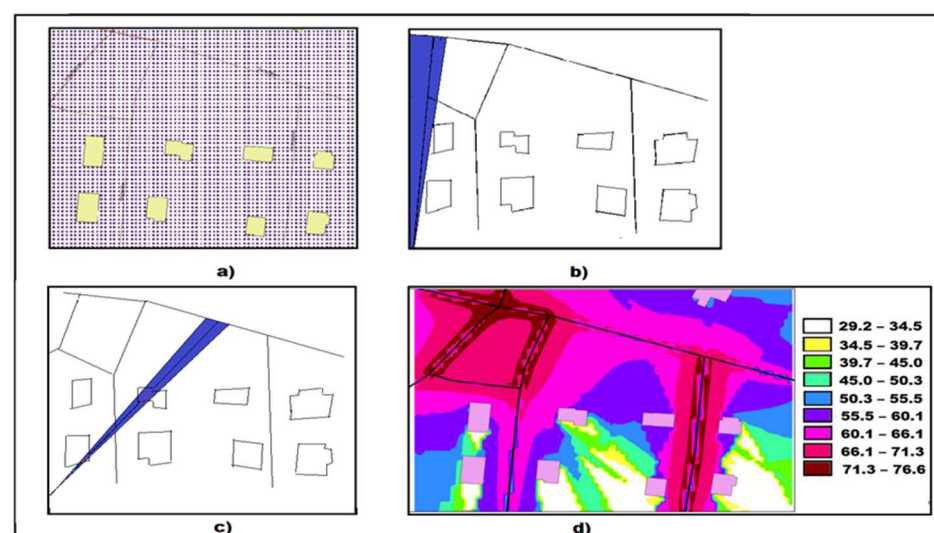 a)
b)
c)
d)
29.2 – 34.5
34.5 – 39.7
39.7 – 45.0
45.0 – 50.3
50.3 – 55.5
55.5 – 60.1
60.1 – 66.1
66.1 – 71.3
71.3 – 76.6